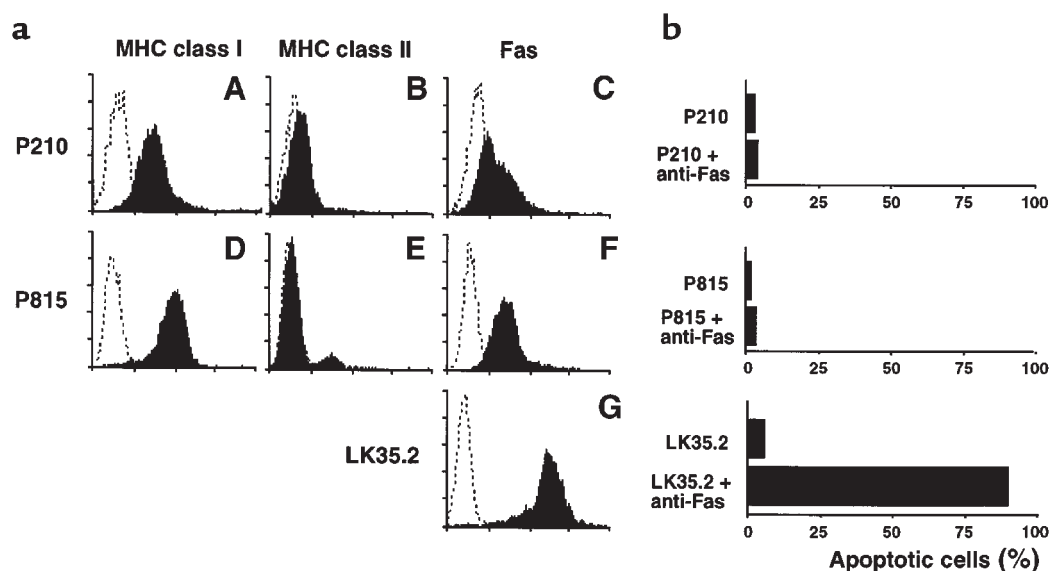 a
MHC class I
MHC class II
Fas
P210
A
B
C
P815
D
E
F
LK35.2
G
b
P210
P210 +
anti-Fas
0 25 50 75 100
P815
P815 +
anti-Fas
0 25 50 75 100
LK35.2
LK35.2 +
anti-Fas
0 25 50 75 100
Apoptotic cells (%)